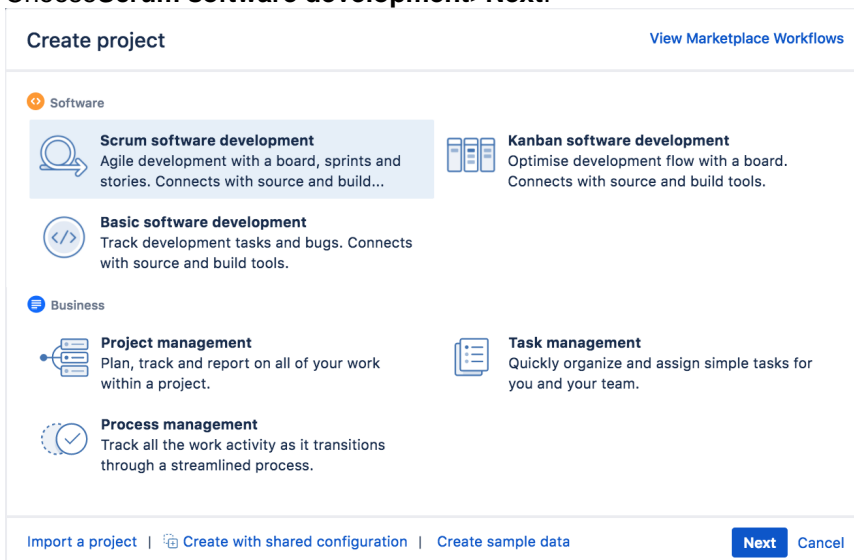 Choose Scrum software development > Next.
Create project
View Marketplace Workflows
Software
Scrum software development
Agile development with a board, sprints and
stories. Connects with source and build...
Kanban software development
Optimise development flow with a board.
Connects with source and build tools.
Basic software development
Track development tasks and bugs. Connects
with source and build tools.
Business
Project management
Plan, track and report on all of your work
within a project.
Task management
Quickly organize and assign simple tasks for
you and your team.
Process management
Track all the work activity as it transitions
through a streamlined process.
Import a project | Create with shared configuration | Create sample data
Next Cancel